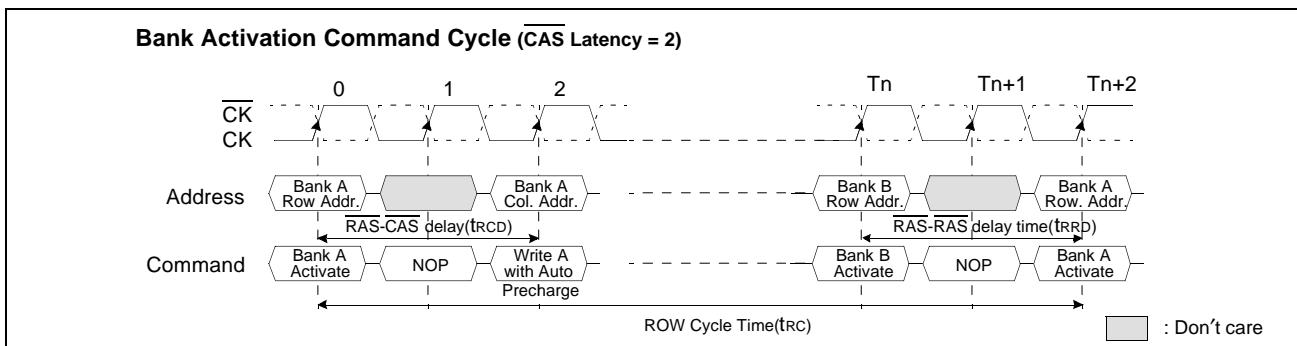 Bank Activation Command Cycle (CAS Latency = 2)
0 1 2 Tn Tn+1 Tn+2
CK
CK
Address
Bank A
Row Addr.
Bank A
Col. Addr.
Bank B
Row Addr.
Bank A
Row. Addr.
RAS-CAS delay(tRCD)
RAS-RAS delay time(tRRD)
Command
Bank A
Activate
NOP
Write A
with Auto
Precharge
Bank B
Activate
NOP
Bank A
Activate
ROW Cycle Time(tRC)
: Don′t care